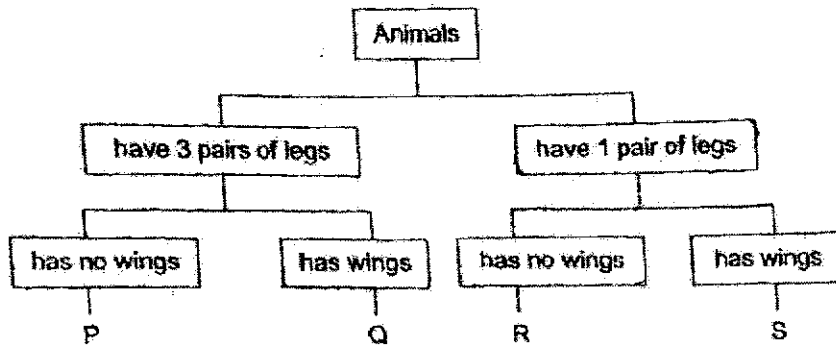 Animals
have 3 pairs of legs
have 1 pair of legs
has no wings
has wings
has no wings
has wings
P
Q
R
S